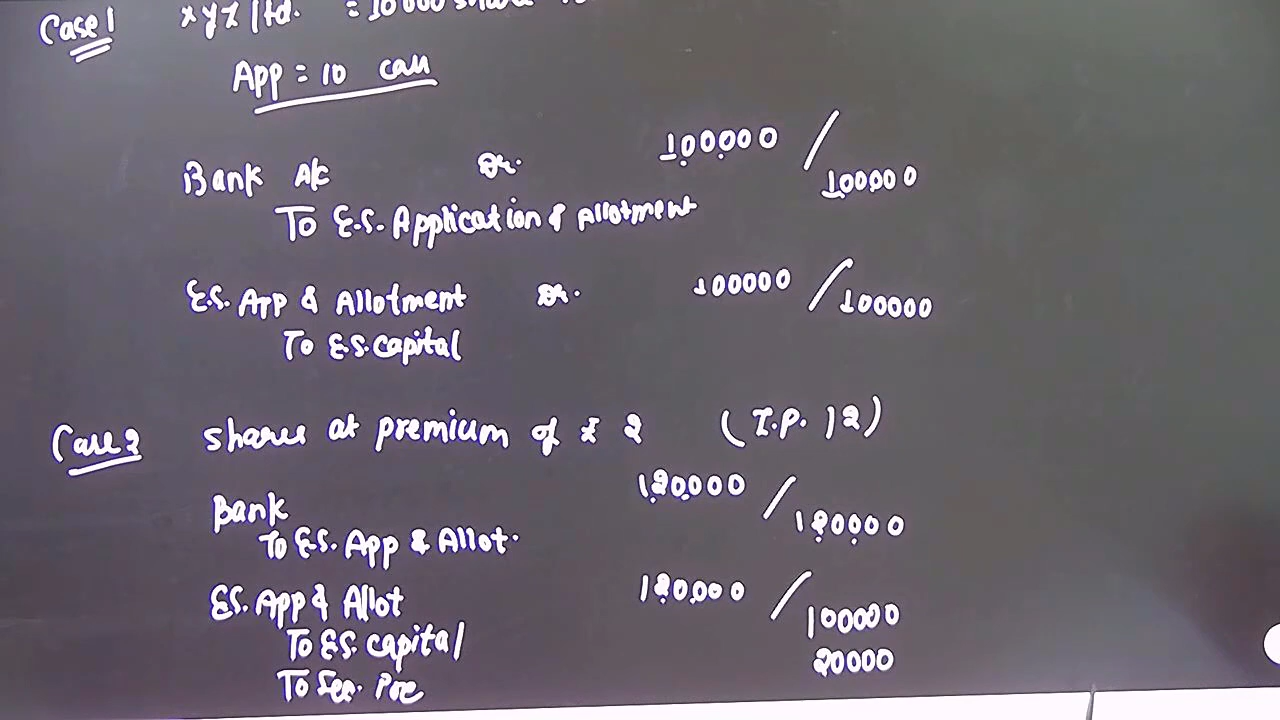 Case 1 xyz ltd. = 10000 share
App = 10 call
Bank A/c Dr. 100000 / 100000
To E.S. Application & Allotment
E.S. App & Allotment Dr. 100000 / 100000
To E.S. capital
Case 2 shares at premium of ₹ 2 (I.P. 12)
Bank 120000 / 120000
To E.S. App & Allot.
E.S. App & Allot 120000 / 100000
To E.S. capital 20000
To Sec. Pre